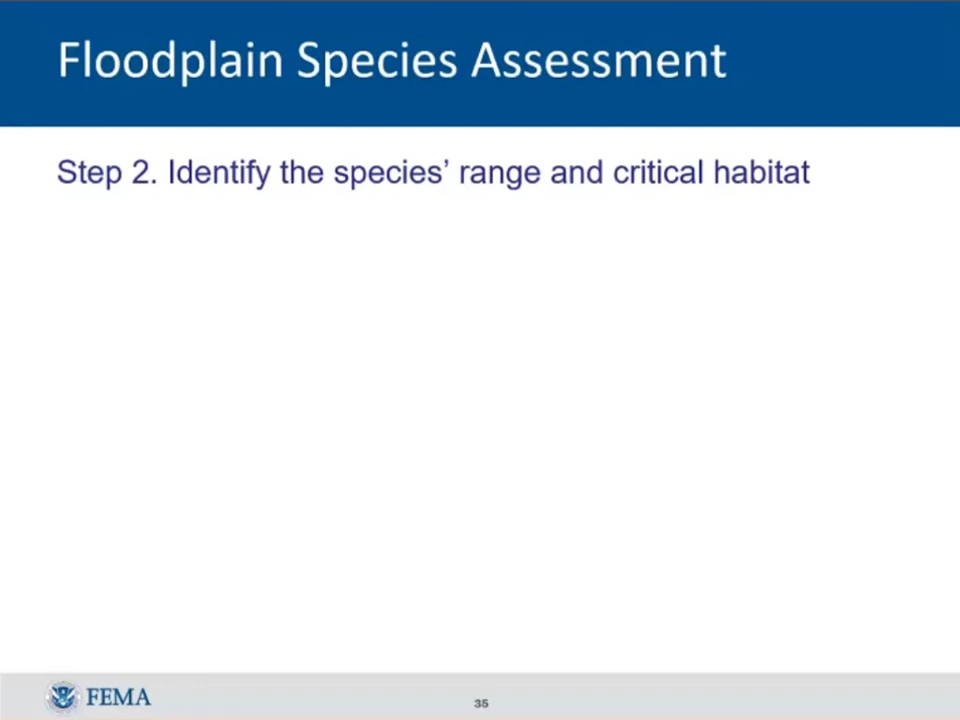 Floodplain Species Assessment
Step 2. Identify the species’ range and critical habitat
FEMA
35